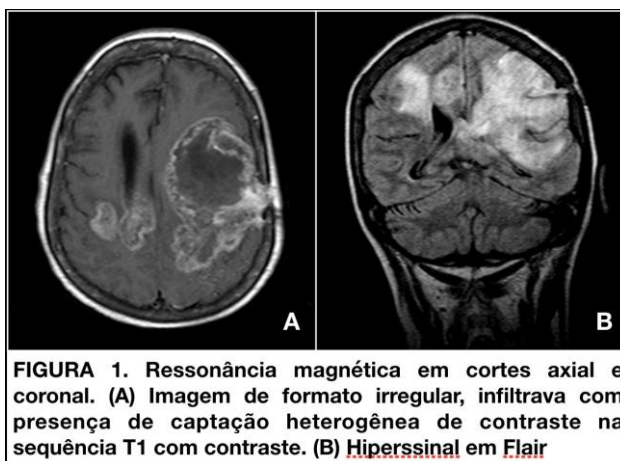 A
B
FIGURA 1. Ressonância magnética em cortes axial e
coronal. (A) Imagem de formato irregular, infiltrava com
presença de captação heterogênea de contraste na
sequência T1 com contraste. (B) Hiperssinal em Flair